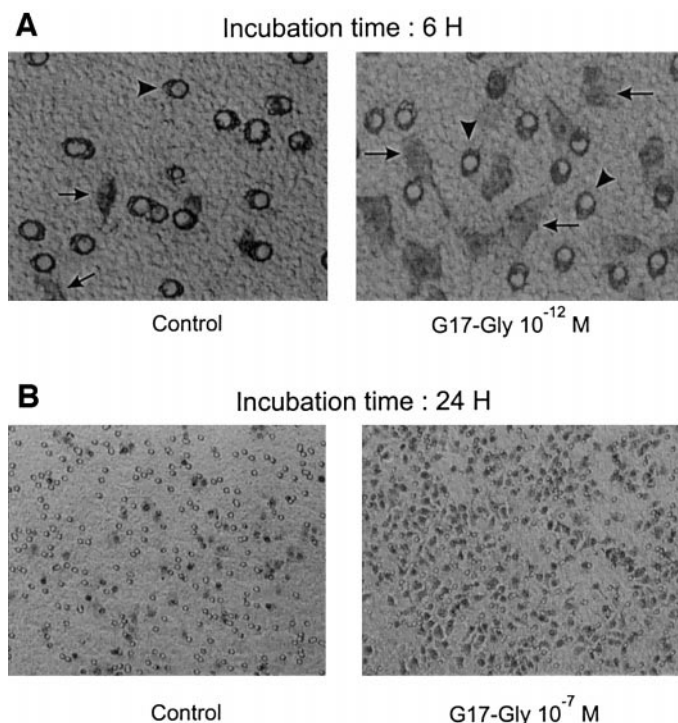 A
Incubation time : 6 H
Control
G17-Gly 10⁻¹² M
B
Incubation time : 24 H
Control
G17-Gly 10⁻⁷ M